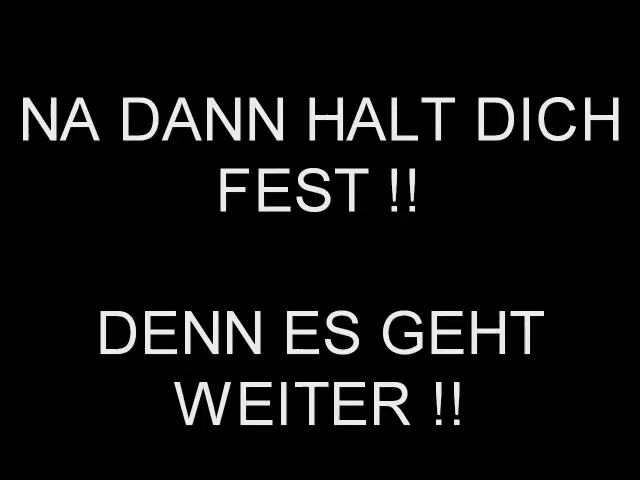 NA DANN HALT DICH
FEST !!
DENN ES GEHT
WEITER !!